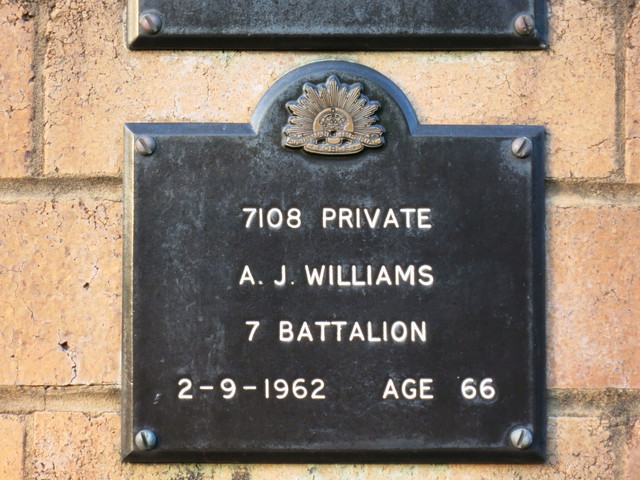 7108 PRIVATE
A. J. WILLIAMS
7 BATTALION
2-9-1962 AGE 66